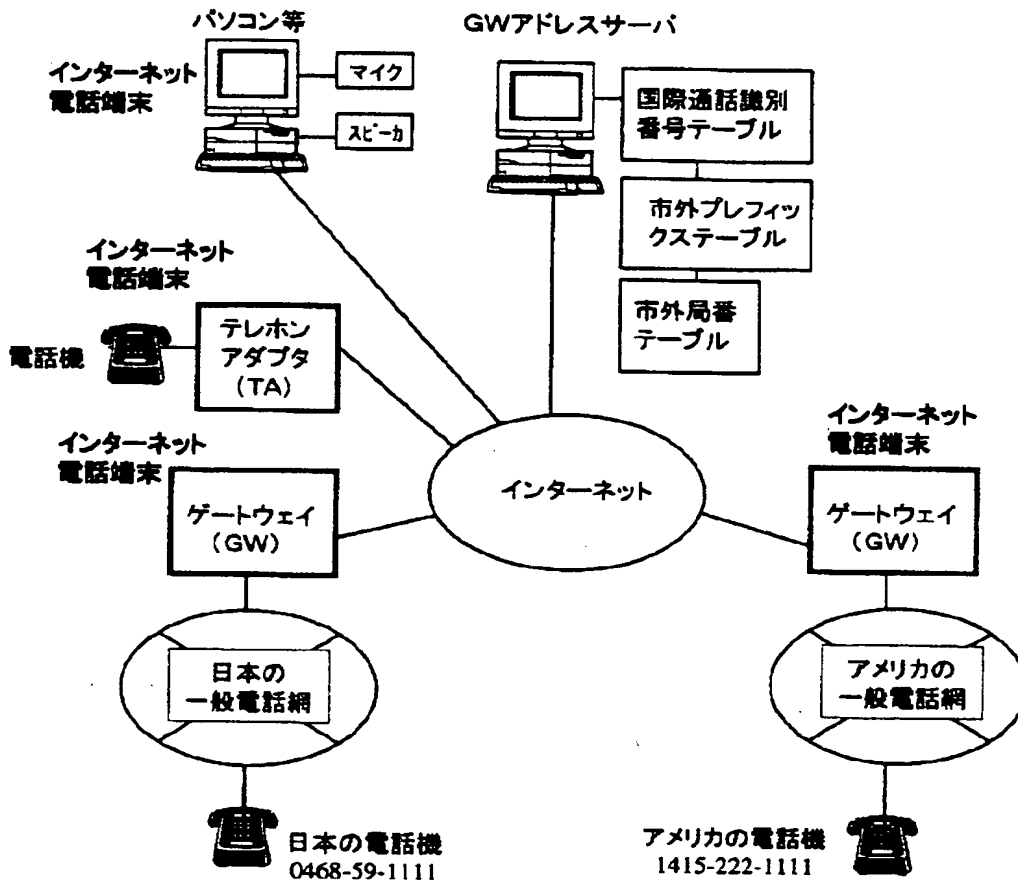 パソコン等
GWアドレスサーバ
インターネット
電話端末
マイク
スピーカ
国際通話識別
番号テーブル
市外プレフィッ
クステーブル
市外局番
テーブル
インターネット
電話端末
電話機
テレホン
アダプタ
(TA)
インターネット
電話端末
ゲートウェイ
(GW)
インターネット
インターネット
電話端末
ゲートウェイ
(GW)
日本の
一般電話網
アメリカの
一般電話網
日本の電話機
0468-59-1111
アメリカの電話機
1415-222-1111